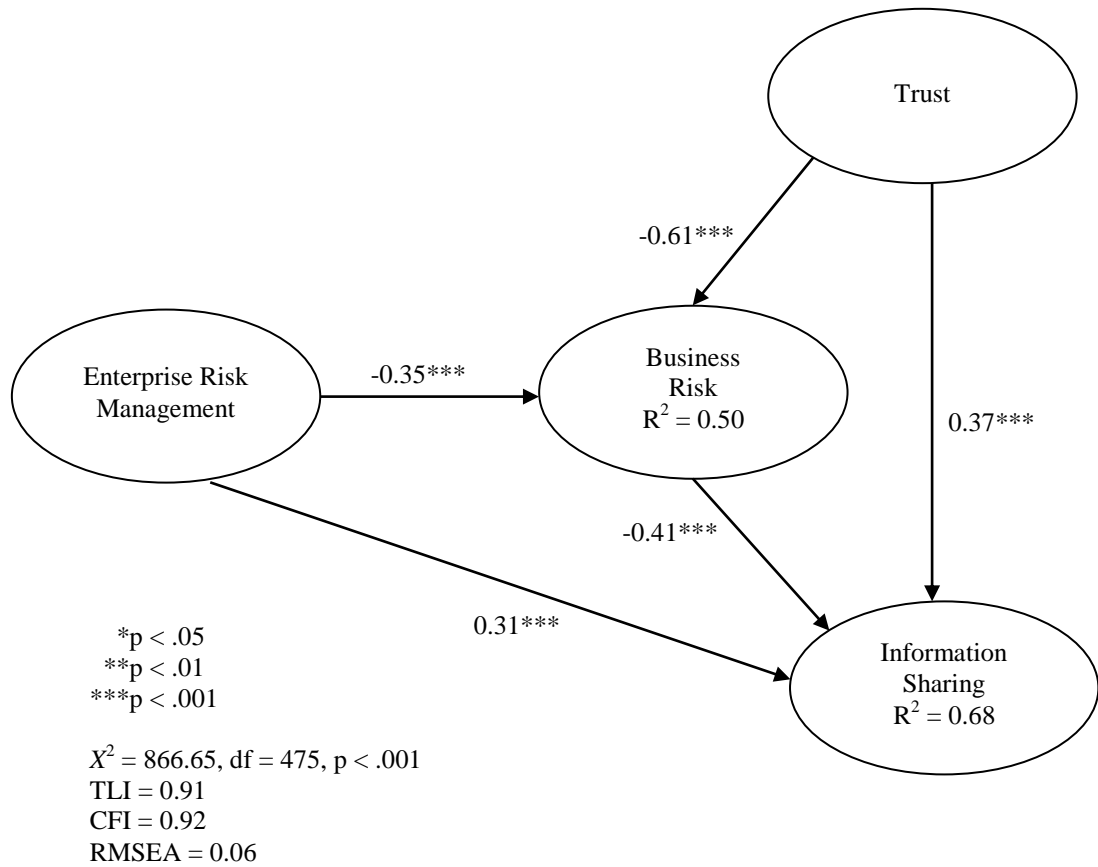 Trust
-0.61***
Enterprise Risk
Management
-0.35***
Business
Risk
R² = 0.50
0.37***
-0.41***
0.31***
Information
Sharing
R² = 0.68
*p < .05
**p < .01
***p < .001
X² = 866.65, df = 475, p < .001
TLI = 0.91
CFI = 0.92
RMSEA = 0.06